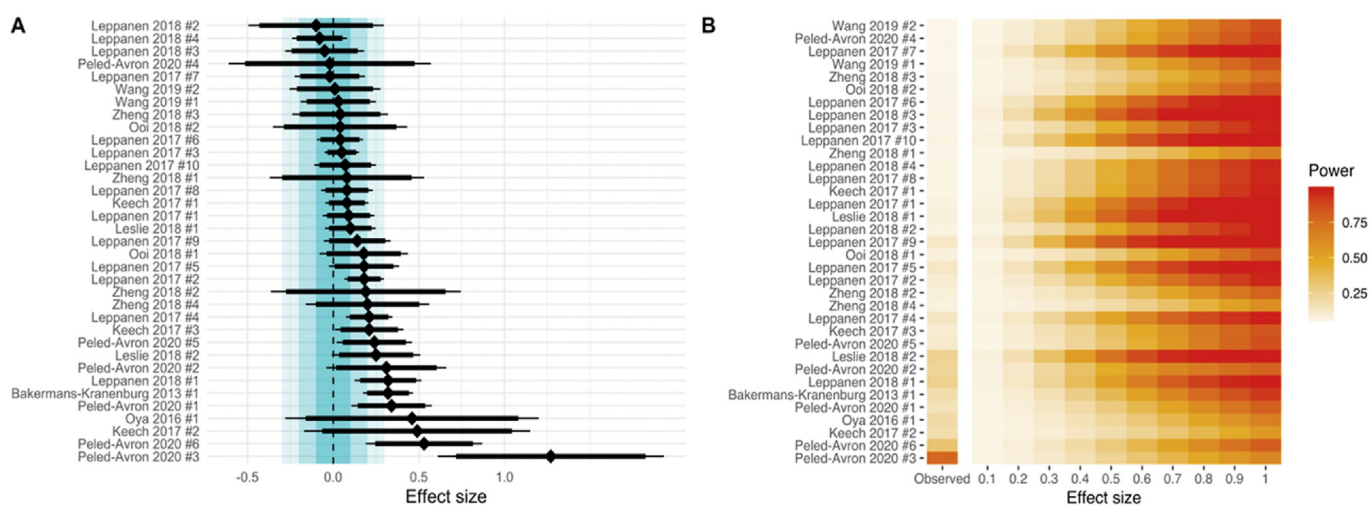 A
Leppanen 2018 #2
Leppanen 2018 #4
Leppanen 2018 #3
Peled-Avron 2020 #4
Leppanen 2017 #7
Wang 2019 #2
Wang 2019 #1
Zheng 2018 #3
Ooi 2018 #2
Leppanen 2017 #6
Leppanen 2017 #3
Leppanen 2017 #10
Zheng 2018 #1
Leppanen 2017 #8
Keech 2017 #1
Leppanen 2017 #1
Leslie 2018 #1
Leppanen 2017 #9
Ooi 2018 #1
Leppanen 2017 #5
Leppanen 2017 #2
Zheng 2018 #2
Zheng 2018 #4
Leppanen 2017 #4
Keech 2017 #3
Peled-Avron 2020 #5
Leslie 2018 #2
Peled-Avron 2020 #2
Leppanen 2018 #1
Bakermans-Kranenburg 2013 #1
Peled-Avron 2020 #1
Oya 2016 #1
Keech 2017 #2
Peled-Avron 2020 #6
Peled-Avron 2020 #3
-0.5 0.0 0.5 1.0
Effect size
B
Wang 2019 #2
Peled-Avron 2020 #4
Leppanen 2017 #7
Wang 2019 #1
Zheng 2018 #3
Ooi 2018 #2
Leppanen 2017 #6
Leppanen 2018 #3
Leppanen 2017 #3
Leppanen 2017 #10
Zheng 2018 #1
Leppanen 2018 #4
Leppanen 2017 #8
Keech 2017 #1
Leppanen 2017 #1
Leslie 2018 #1
Leppanen 2018 #2
Leppanen 2017 #9
Ooi 2018 #1
Leppanen 2017 #5
Leppanen 2017 #2
Zheng 2018 #2
Zheng 2018 #4
Leppanen 2017 #4
Keech 2017 #3
Peled-Avron 2020 #5
Leslie 2018 #2
Peled-Avron 2020 #2
Leppanen 2018 #1
Bakermans-Kranenburg 2013 #1
Peled-Avron 2020 #1
Oya 2016 #1
Keech 2017 #2
Peled-Avron 2020 #6
Peled-Avron 2020 #3
Observed 0.1 0.2 0.3 0.4 0.5 0.6 0.7 0.8 0.9 1
Effect size
Power
0.75
0.50
0.25